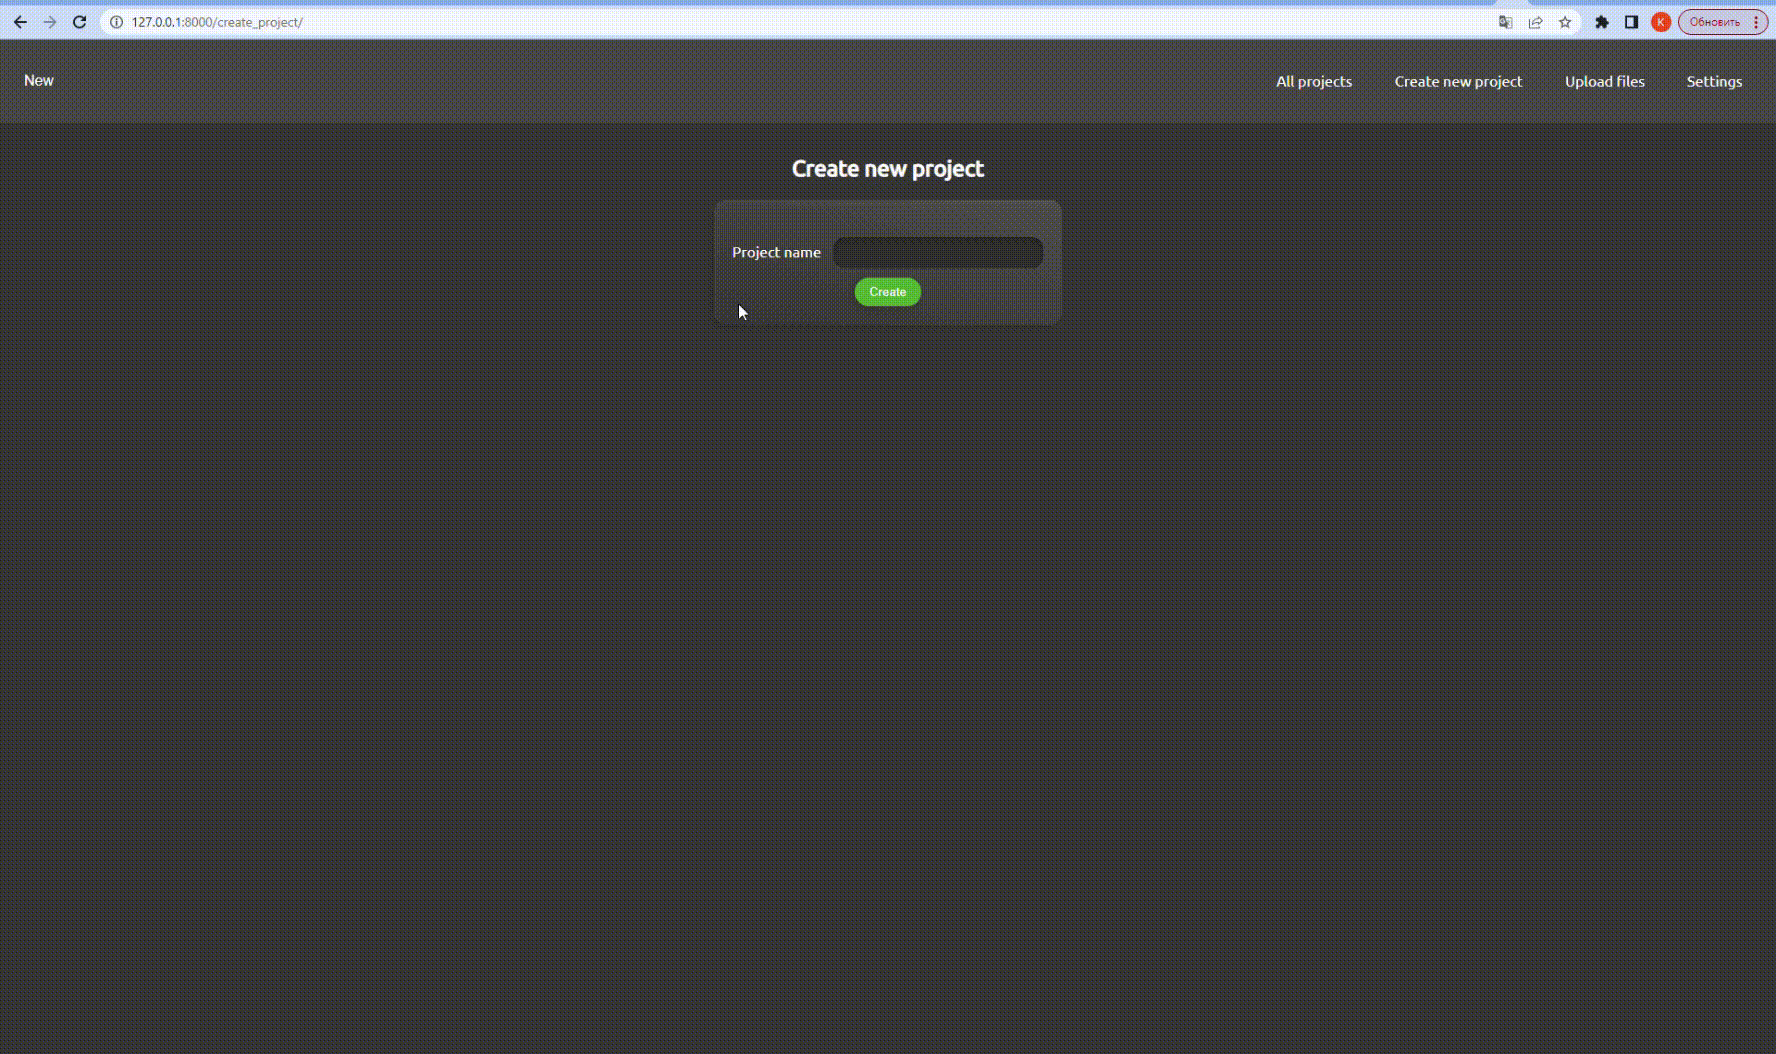 127.0.0.1:8000/create_project/
K
Обновить
New
All projects
Create new project
Upload files
Settings
Create new project
Project name
Create